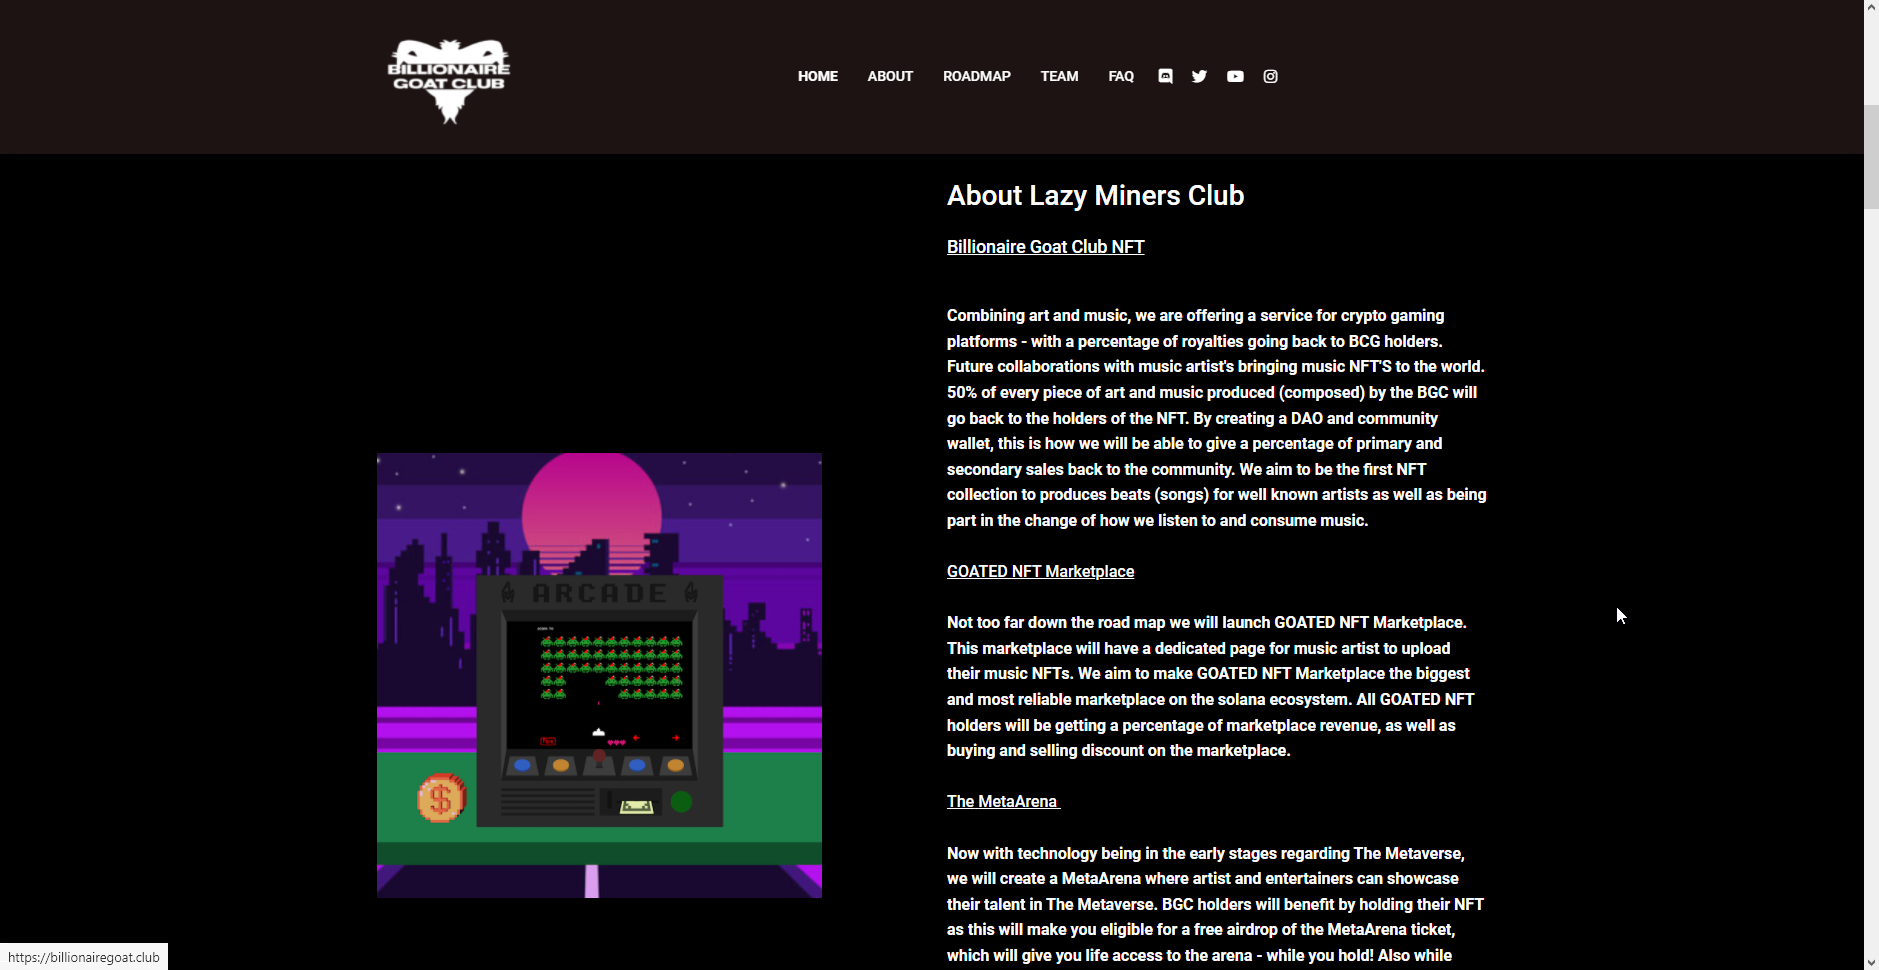 BILLIONAIRE
GOAT CLUB
HOME ABOUT ROADMAP TEAM FAQ
About Lazy Miners Club
Billionaire Goat Club NFT
Combining art and music, we are offering a service for crypto gaming
platforms - with a percentage of royalties going back to BCG holders.
Future collaborations with music artist's bringing music NFT'S to the world.
50% of every piece of art and music produced (composed) by the BGC will
go back to the holders of the NFT. By creating a DAO and community
wallet, this is how we will be able to give a percentage of primary and
secondary sales back to the community. We aim to be the first NFT
collection to produces beats (songs) for well known artists as well as being
part in the change of how we listen to and consume music.
GOATED NFT Marketplace
Not too far down the road map we will launch GOATED NFT Marketplace.
This marketplace will have a dedicated page for music artist to upload
their music NFTs. We aim to make GOATED NFT Marketplace the biggest
and most reliable marketplace on the solana ecosystem. All GOATED NFT
holders will be getting a percentage of marketplace revenue, as well as
buying and selling discount on the marketplace.
The MetaArena
Now with technology being in the early stages regarding The Metaverse,
we will create a MetaArena where artist and entertainers can showcase
their talent in The Metaverse. BGC holders will benefit by holding their NFT
as this will make you eligible for a free airdrop of the MetaArena ticket,
which will give you life access to the arena - while you hold! Also while
ARCADE
$
https://billionairegoat.club